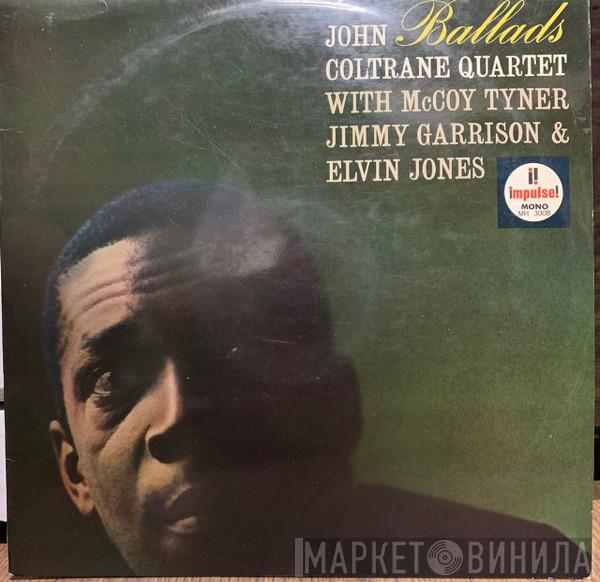 JOHN Ballads
COLTRANE QUARTET
WITH McCOY TYNER
JIMMY GARRISON &
ELVIN JONES
i!
impulse!
MONO
MH 3008
МАРКЕТ ВИНИЛА